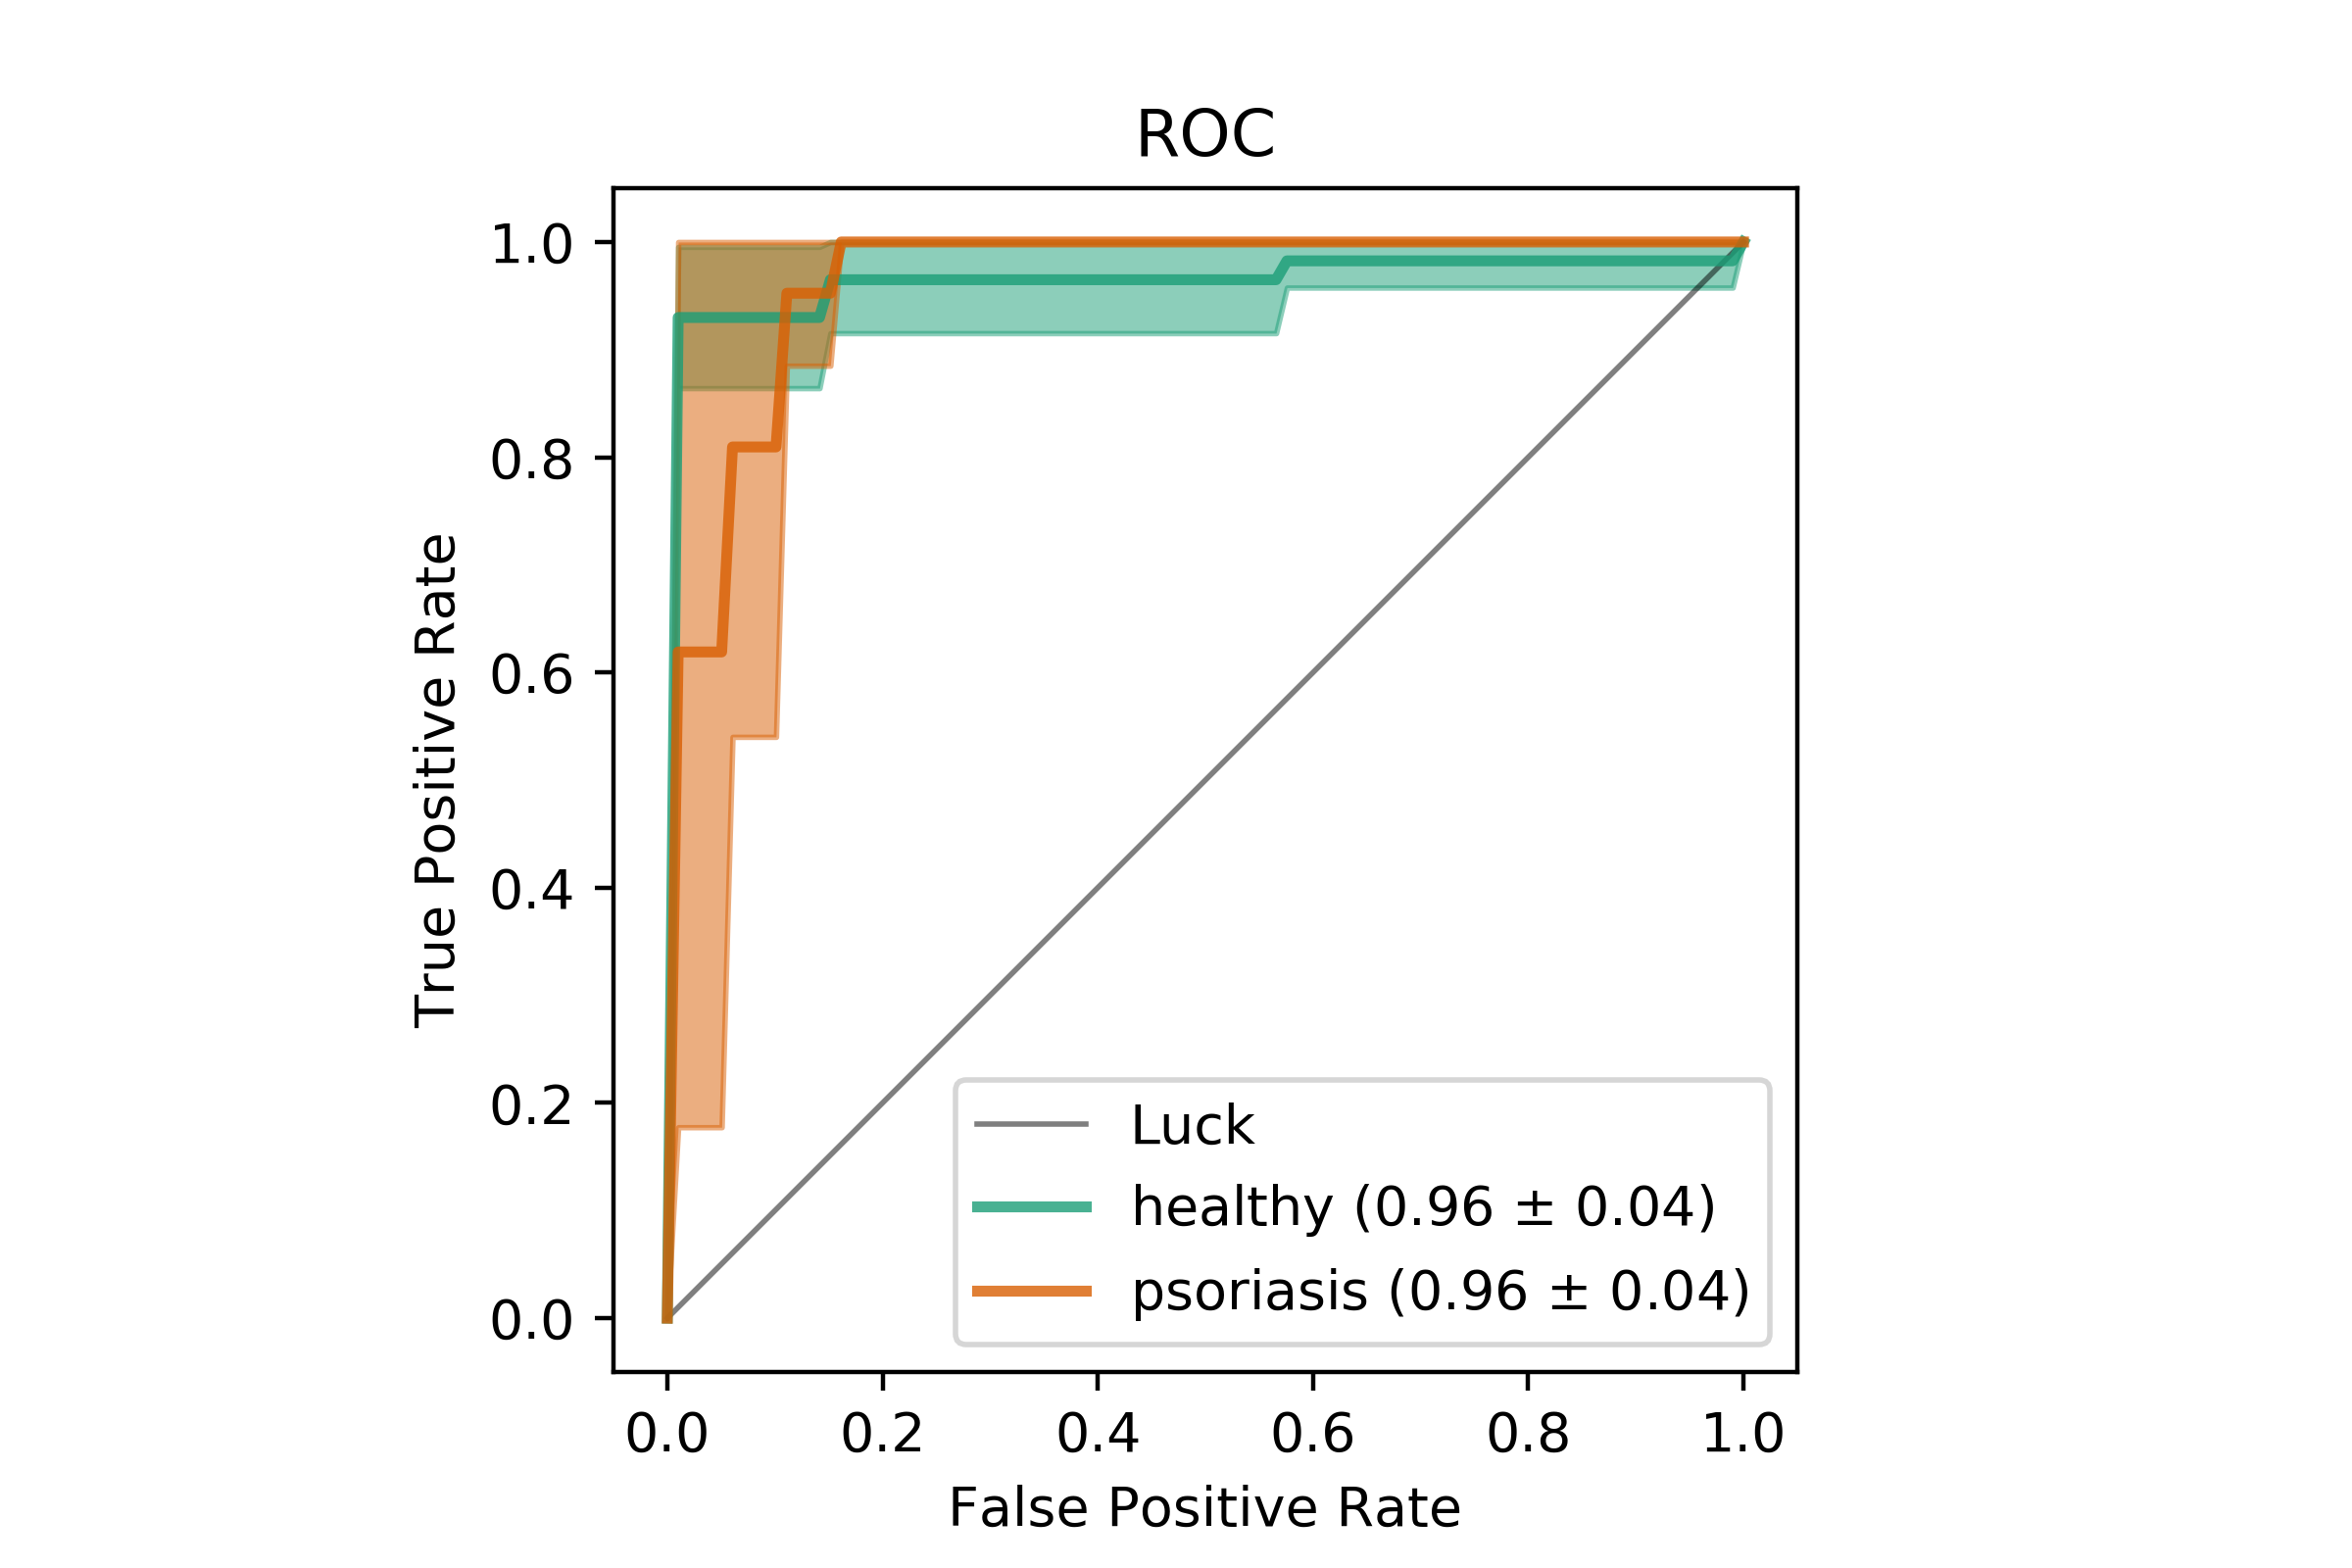 ROC
True Positive Rate
1.0
0.8
0.6
0.4
0.2
0.0
Luck
healthy (0.96 ± 0.04)
psoriasis (0.96 ± 0.04)
0.0 0.2 0.4 0.6 0.8 1.0
False Positive Rate